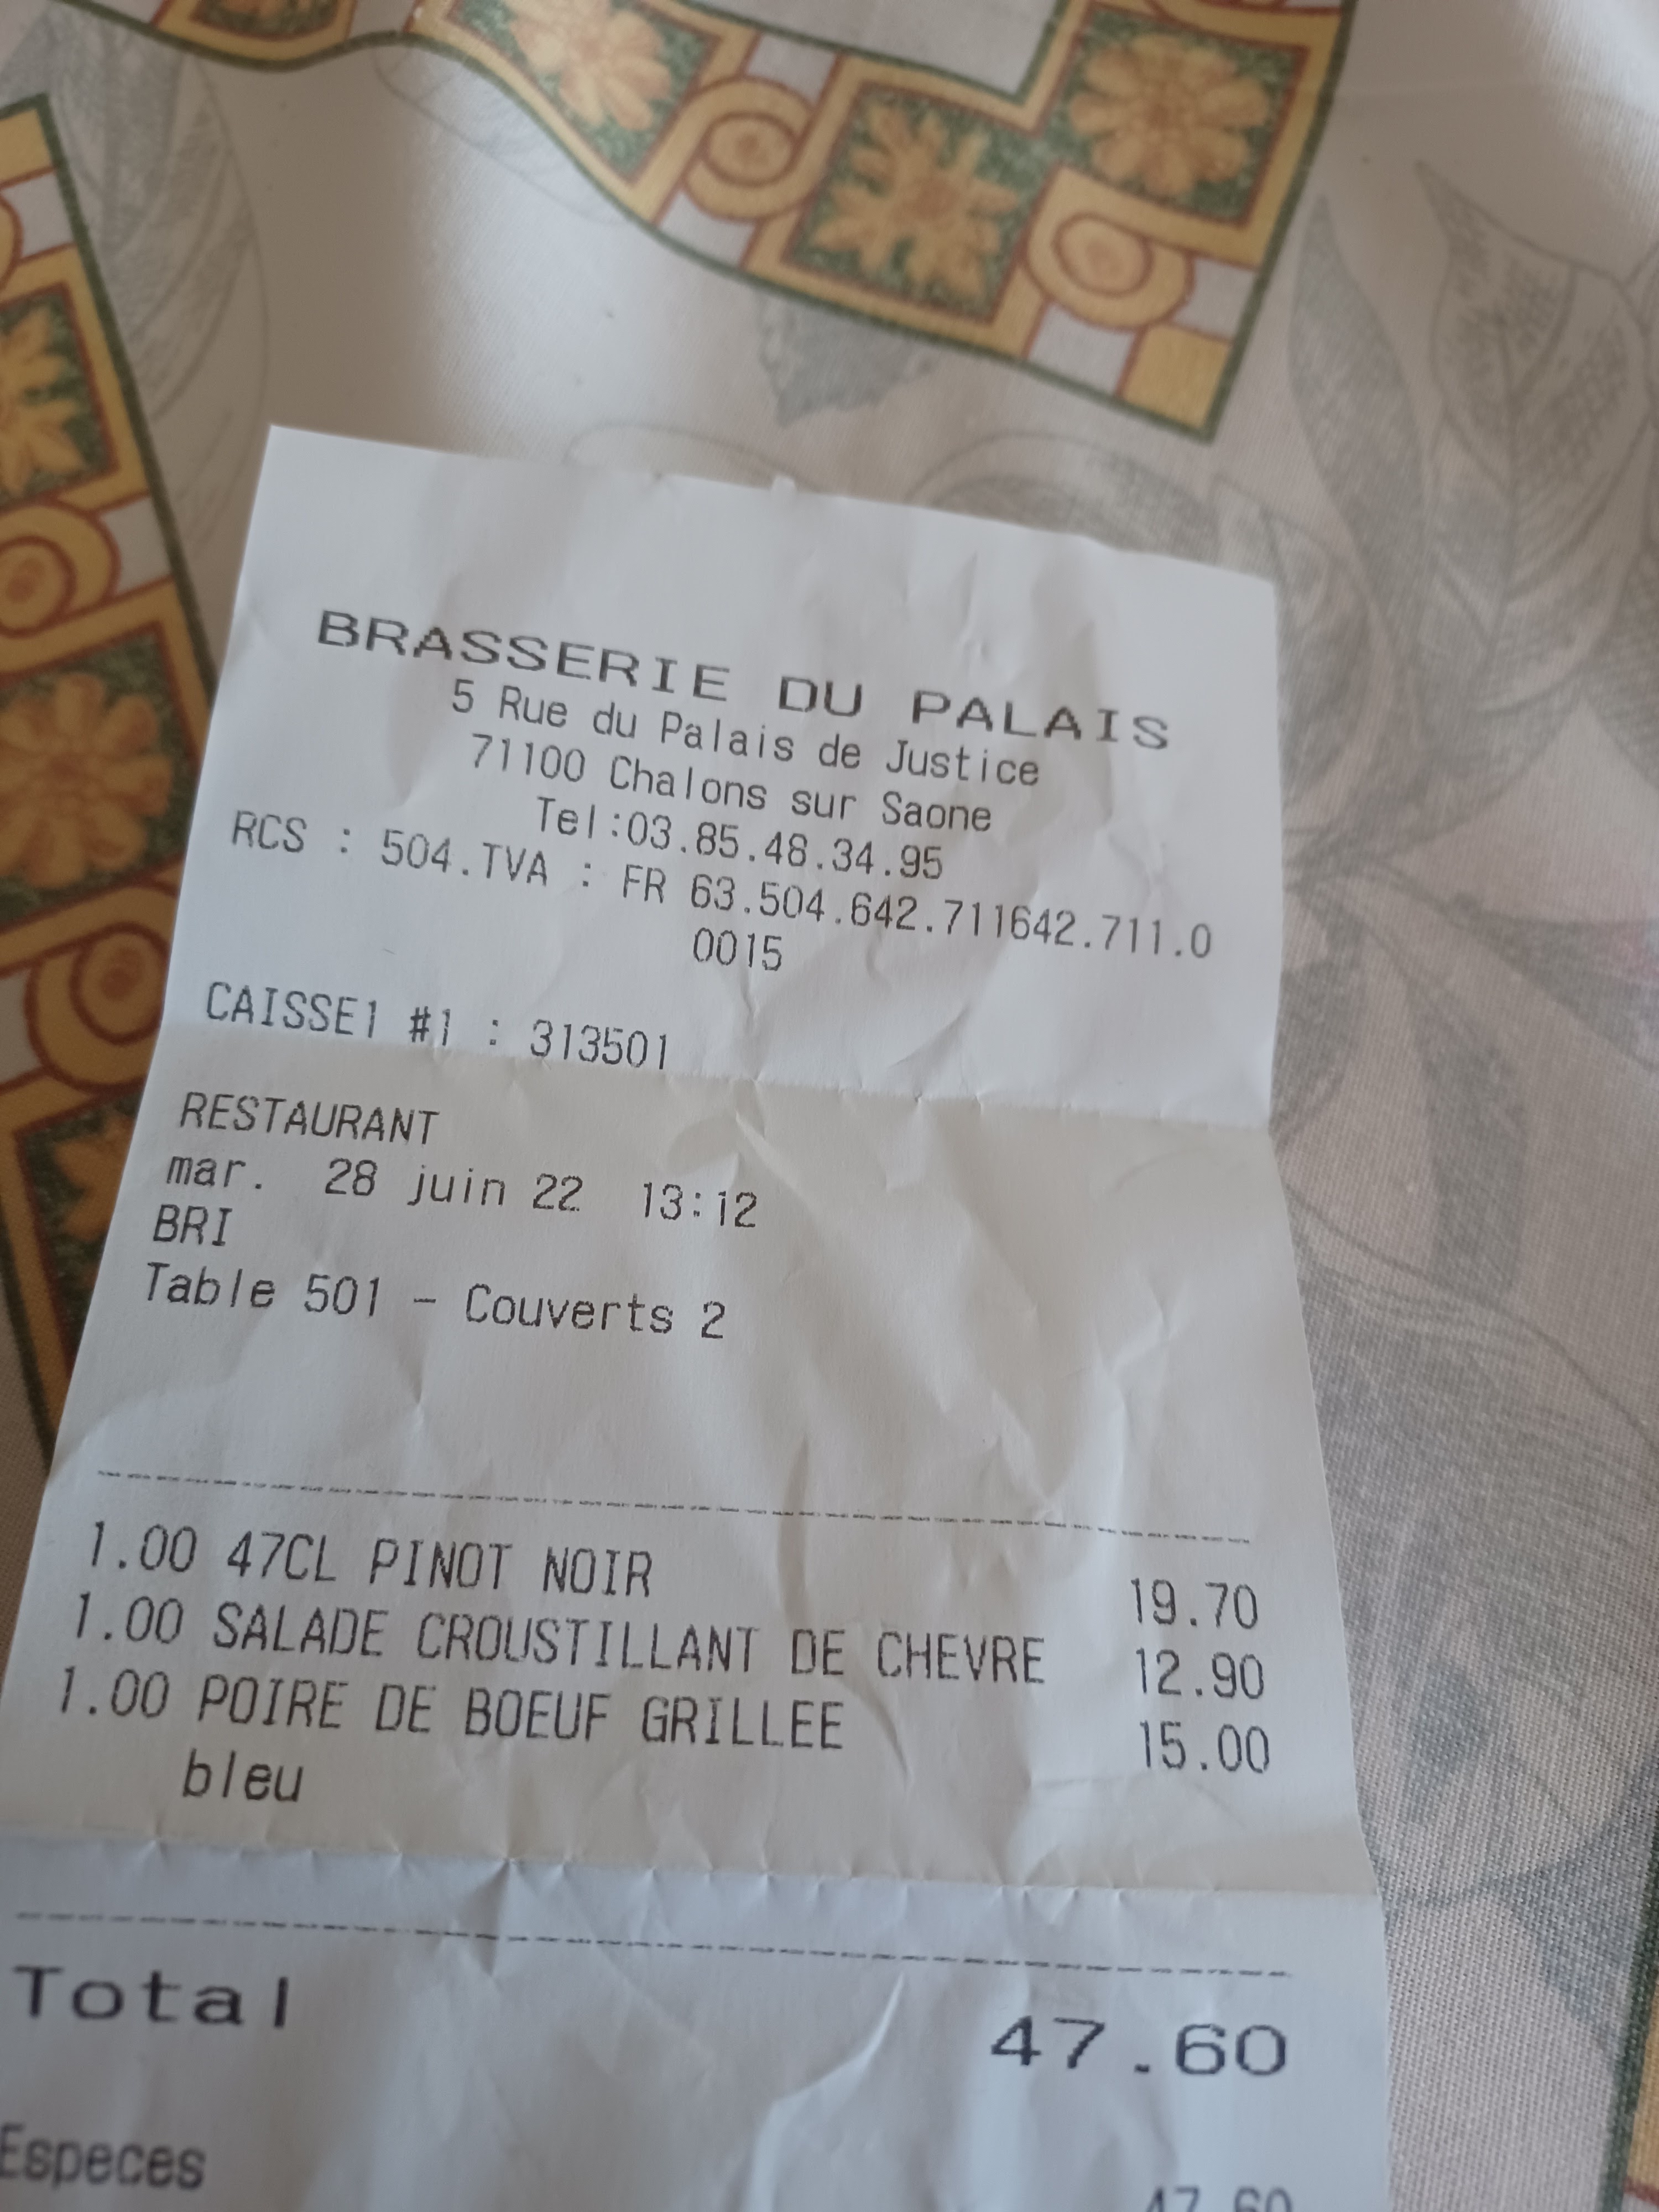 BRASSERIE DU PALAIS
5 Rue du Palais de Justice
71100 Chalons sur Saone
Tel:03.85.48.34.95
RCS : 504.TVA : FR 63.504.642.711642.711.0
0015
CAISSE1 #1 : 313501
RESTAURANT
mar. 28 juin 22 13:12
BRI
Table 501 - Couverts 2
1.00 47CL PINOT NOIR 19.70
1.00 SALADE CROUSTILLANT DE CHEVRE 12.90
1.00 POIRE DE BOEUF GRILLEE 15.00
bleu
Total 47.60
Especes 47.60